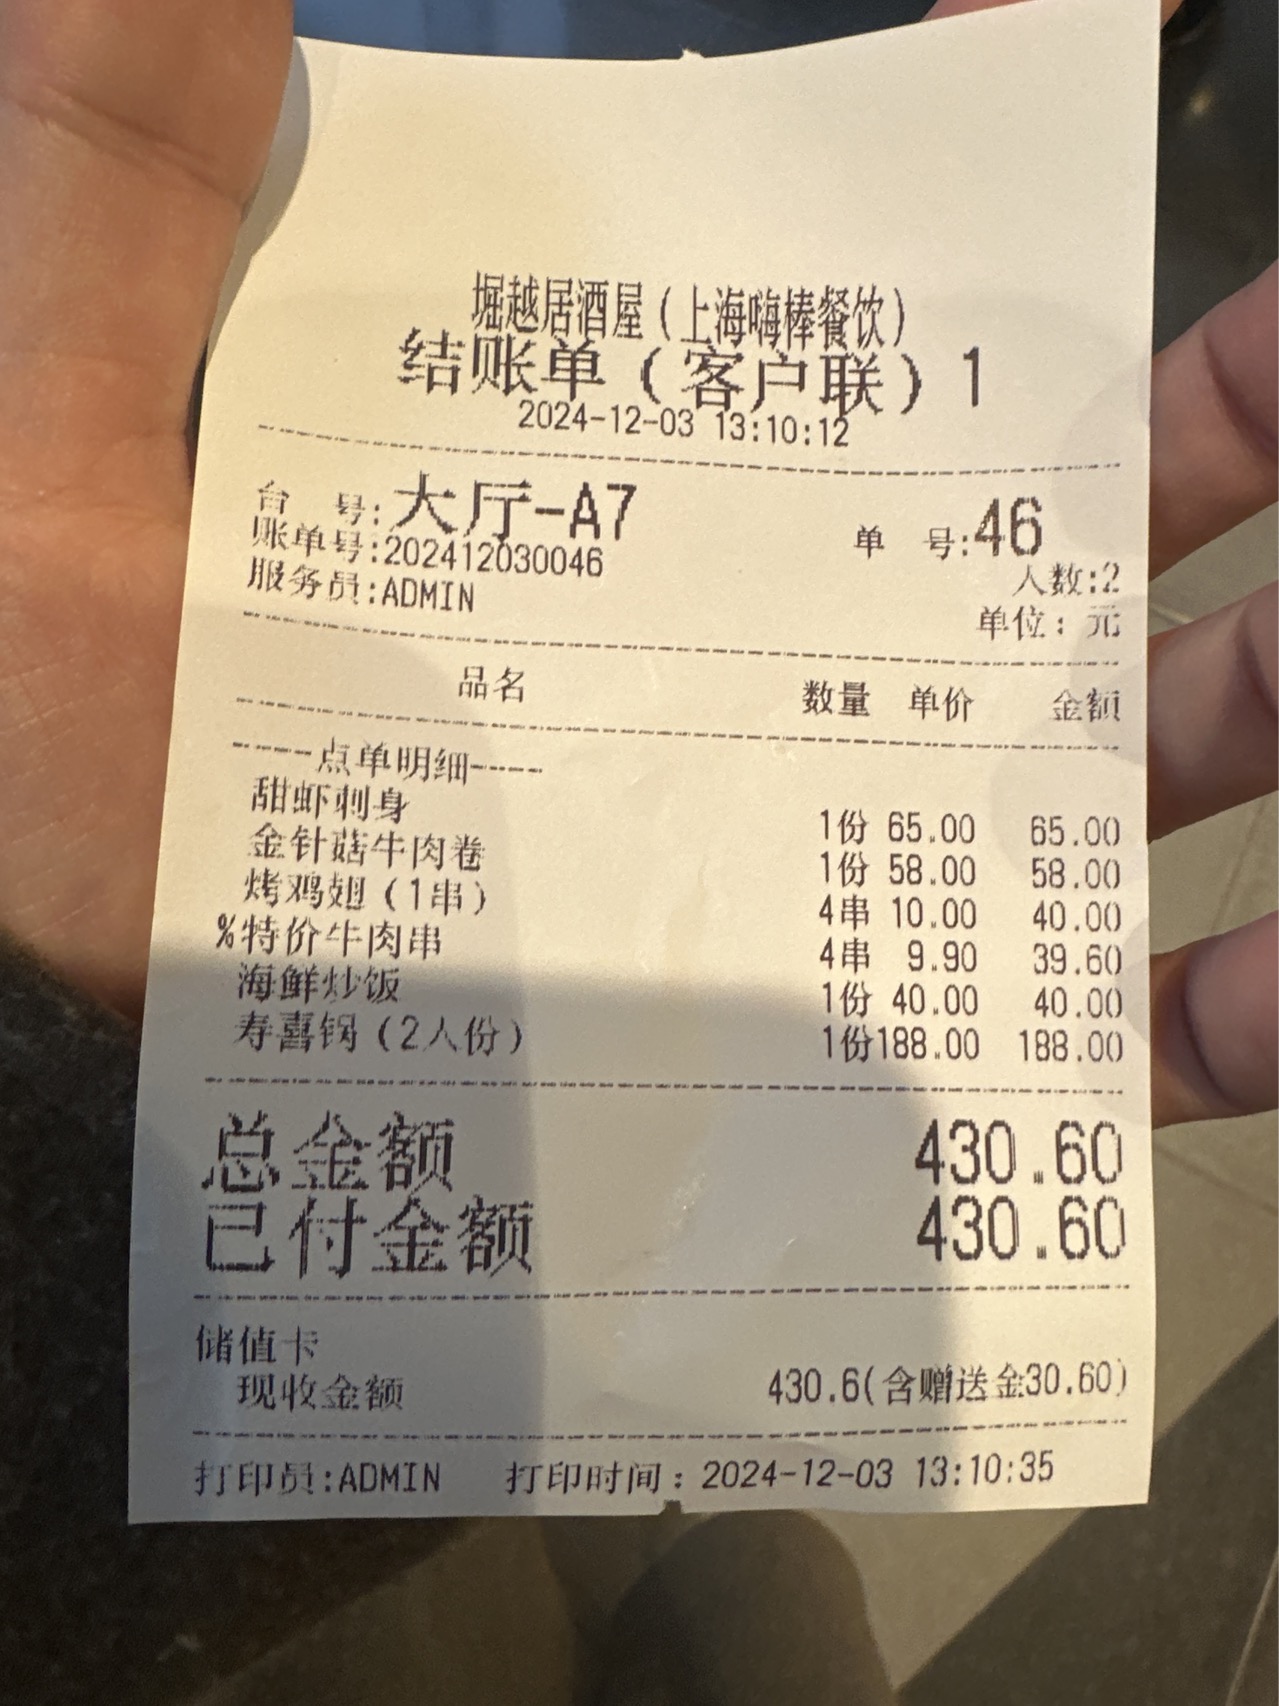 堀越居酒屋（上海嗨棒餐饮）
结账单（客户联）1
2024-12-03 13:10:12
台 号:大厅-A7 单 号:46
账单号:202412030046 人数:2
服务员:ADMIN 单位：元
品名 数量 单价 金额
-----点单明细-----
甜虾刺身 1份 65.00 65.00
金针菇牛肉卷 1份 58.00 58.00
烤鸡翅（1串） 4串 10.00 40.00
%特价牛肉串 4串 9.90 39.60
海鲜炒饭 1份 40.00 40.00
寿喜锅（2人份） 1份188.00 188.00
总金额 430.60
已付金额 430.60
储值卡
现收金额 430.6(含赠送金30.60)
打印员:ADMIN 打印时间：2024-12-03 13:10:35